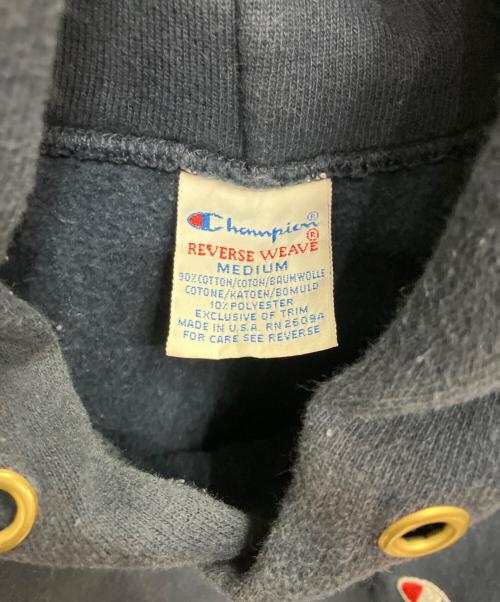 Champion®
REVERSE WEAVE®
MEDIUM
90% COTTON/COTON/BAUMWOLLE
COTONE/KATOEN/BOMULD
10% POLYESTER
EXCLUSIVE OF TRIM
MADE IN U.S.A. RN 26094
FOR CARE SEE REVERSE